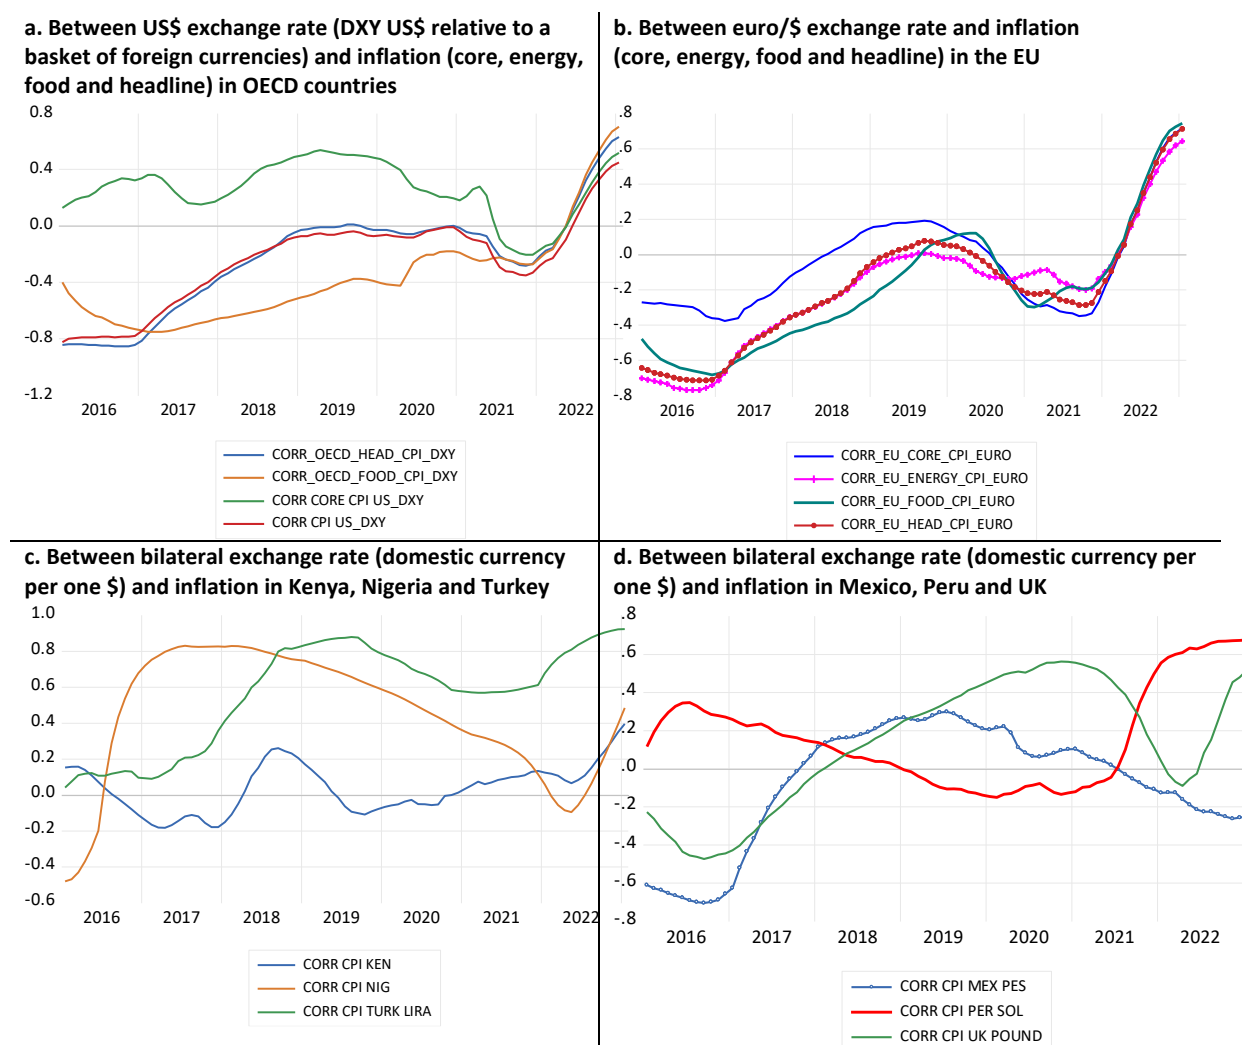 a. Between US$ exchange rate (DXY US$ relative to a
basket of foreign currencies) and inflation (core, energy,
food and headline) in OECD countries
0.8
0.4
0.0
-0.4
-0.8
-1.2
2016 2017 2018 2019 2020 2021 2022
CORR_OECD_HEAD_CPI_DXY
CORR_OECD_FOOD_CPI_DXY
CORR CORE CPI US_DXY
CORR CPI US_DXY
b. Between euro/$ exchange rate and inflation
(core, energy, food and headline) in the EU
.8
.6
.4
.2
.0
-.2
-.4
-.6
-.8
2016 2017 2018 2019 2020 2021 2022
CORR_EU_CORE_CPI_EURO
CORR_EU_ENERGY_CPI_EURO
CORR_EU_FOOD_CPI_EURO
CORR_EU_HEAD_CPI_EURO
c. Between bilateral exchange rate (domestic currency
per one $) and inflation in Kenya, Nigeria and Turkey
1.0
0.8
0.6
0.4
0.2
0.0
-0.2
-0.4
-0.6
2016 2017 2018 2019 2020 2021 2022
CORR CPI KEN
CORR CPI NIG
CORR CPI TURK LIRA
d. Between bilateral exchange rate (domestic currency per
one $) and inflation in Mexico, Peru and UK
.8
.6
.4
.2
.0
-.2
-.4
-.6
-.8
2016 2017 2018 2019 2020 2021 2022
CORR CPI MEX PES
CORR CPI PER SOL
CORR CPI UK POUND